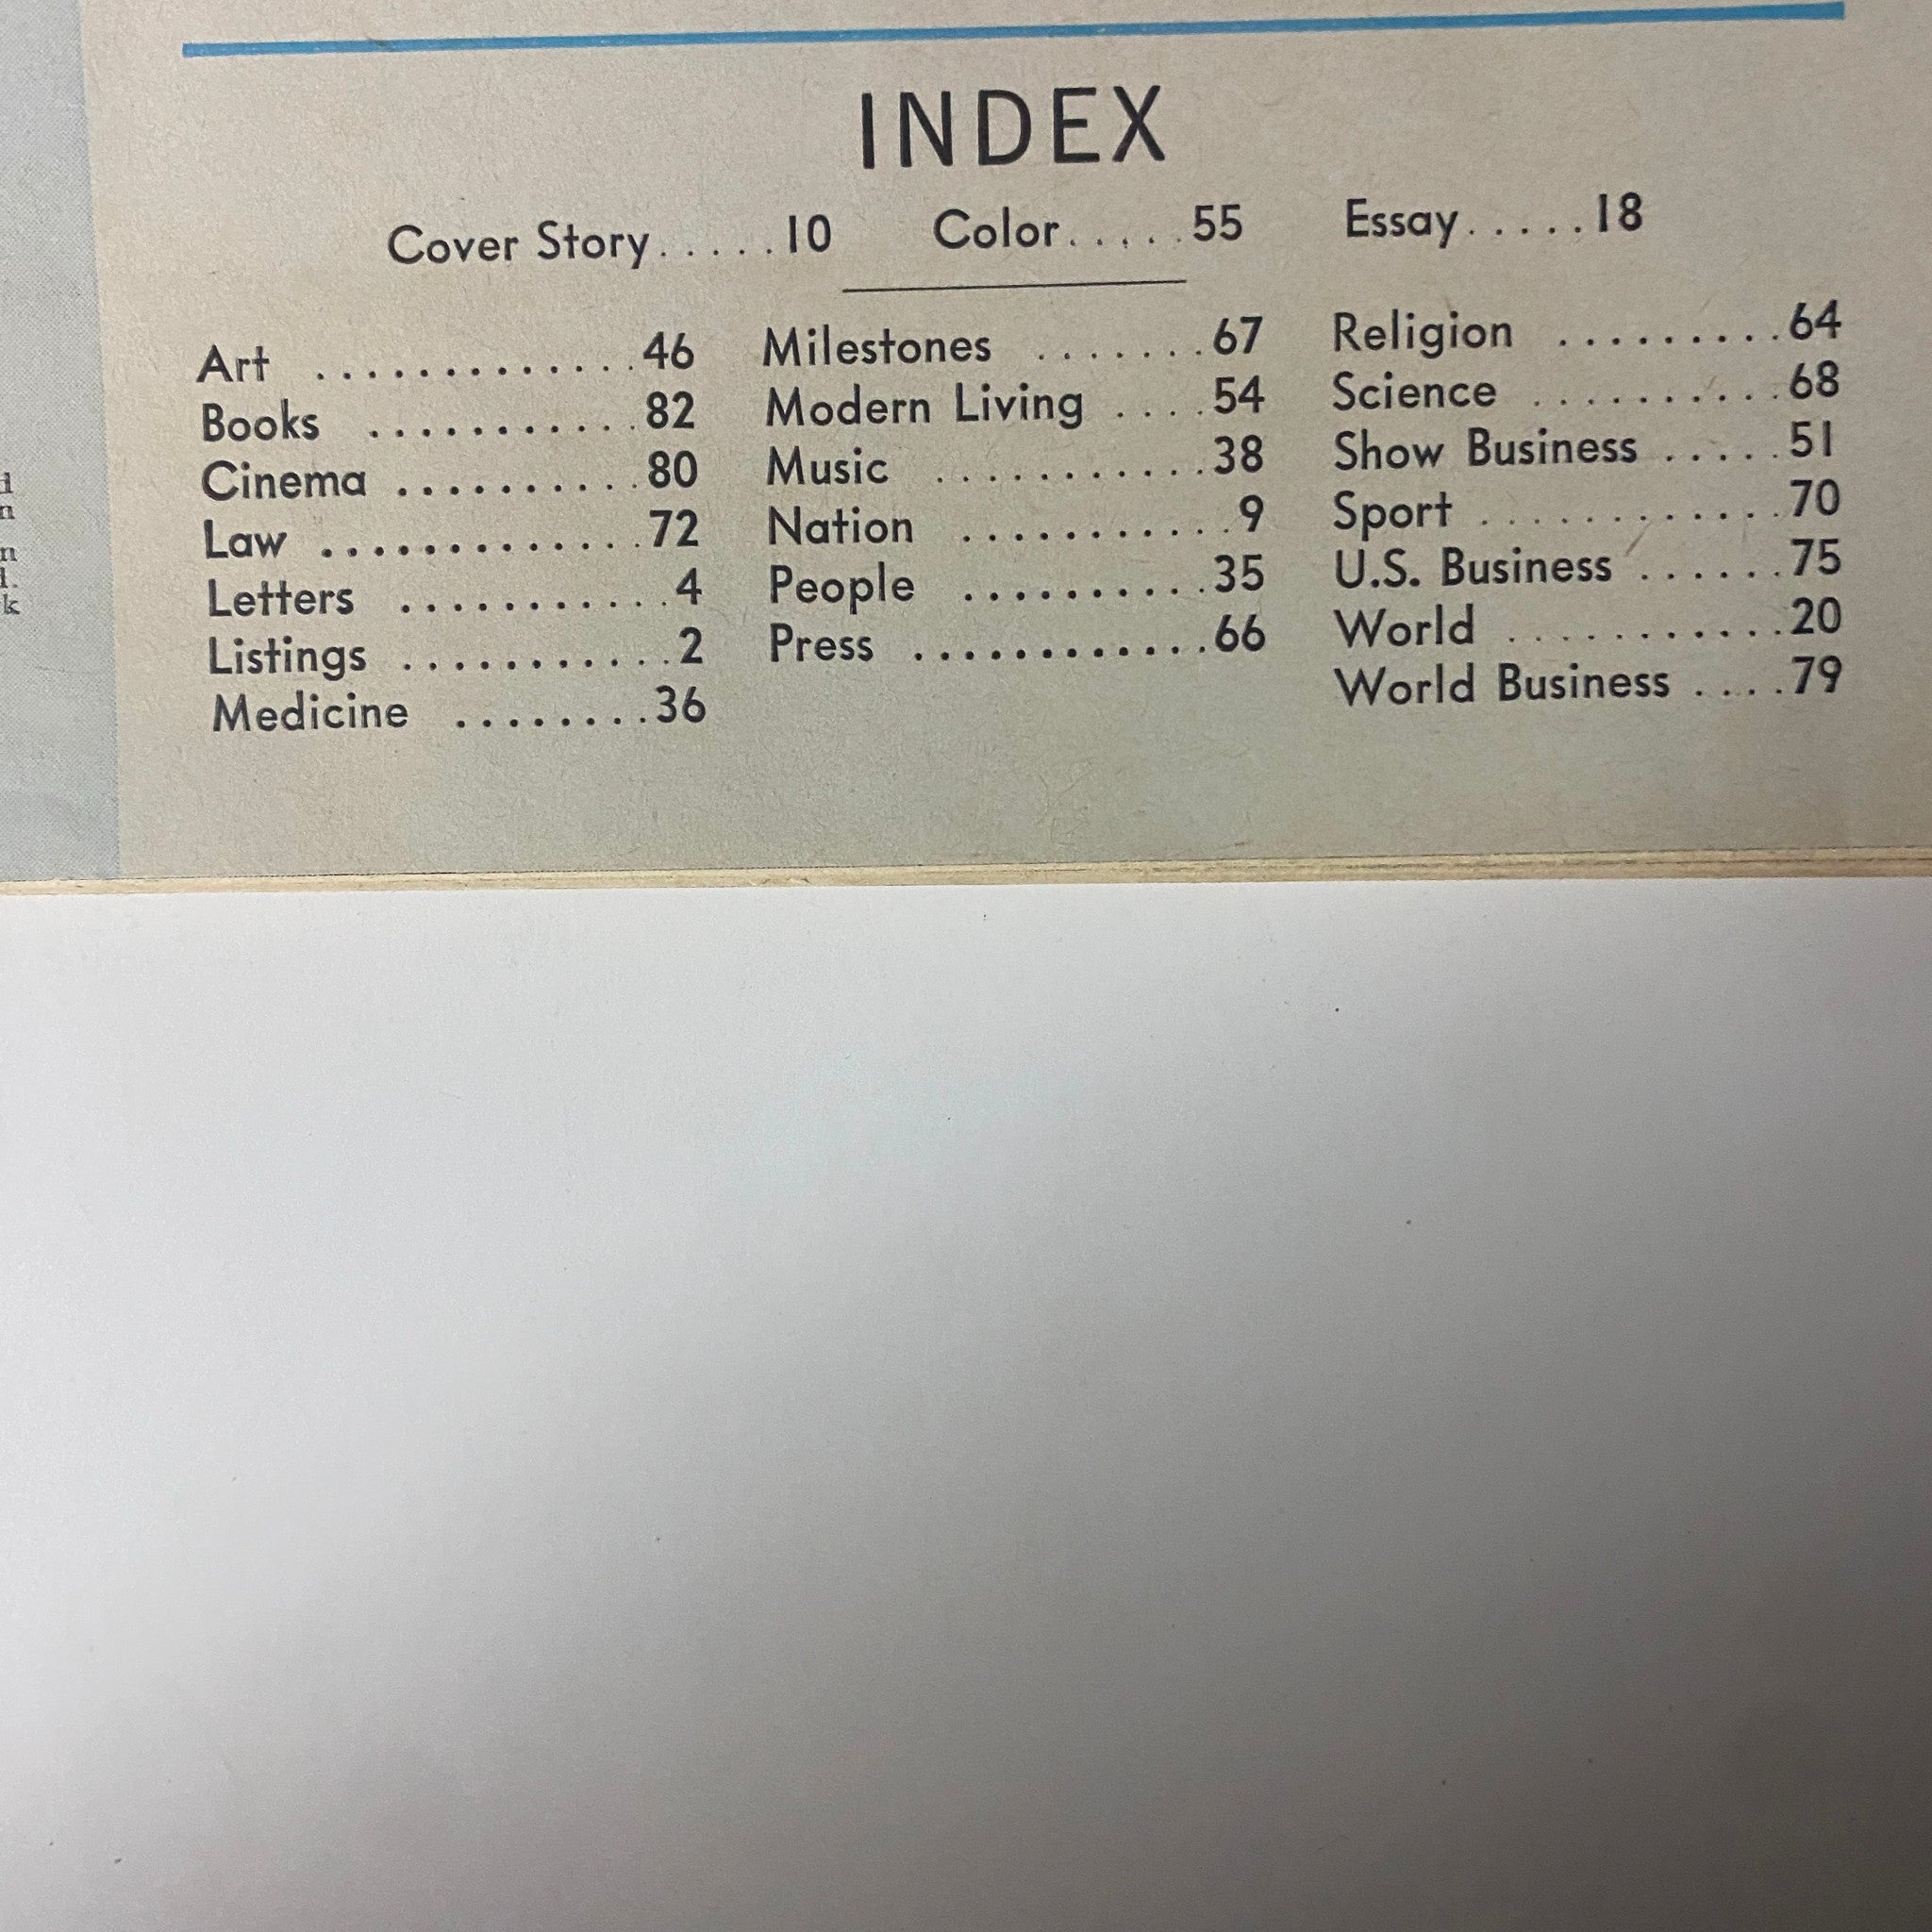 INDEX
Cover Story.....10 Color.....55 Essay.....18
Art .............46
Books ...........82
Cinema ..........80
Law .............72
Letters ...........4
Listings ...........2
Medicine ........36
Milestones .......67
Modern Living ....54
Music ...........38
Nation ...........9
People ..........35
Press ............66
Religion .........64
Science ..........68
Show Business .....51
Sport ............70
U.S. Business ......75
World ...........20
World Business ....79